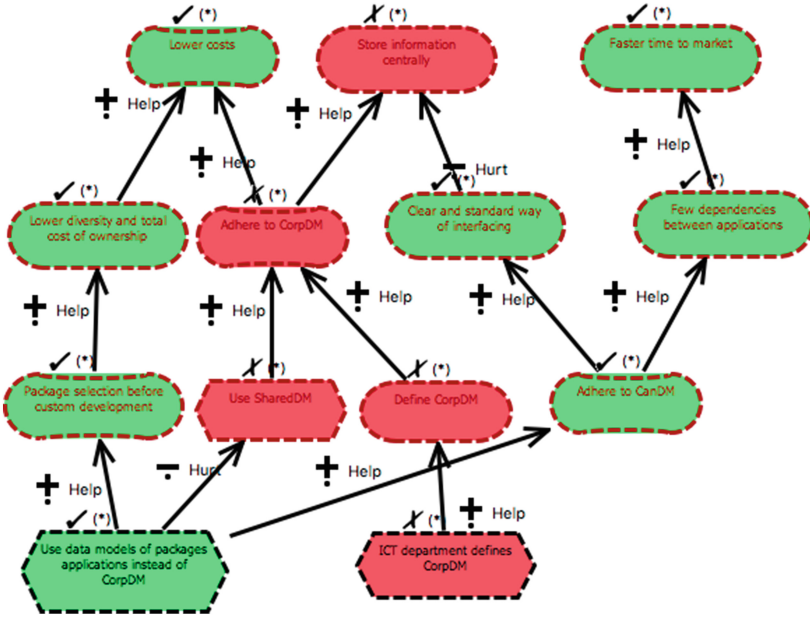 (*)
(*)
(*)
Lower costs
Store information
centrally
Faster time to market
Help
Help
Help
Help
Hurt
(*)
(*)
(*)
(*)
Lower diversity and total
cost of ownership
Adhere to CorpDM
Clear and standard way
of interfacing
Few dependencies
between applications
Help
Help
Help
Help
Help
(*)
(*)
(*)
(*)
Package selection before
custom development
Use SharedDM
Define CorpDM
Adhere to CanDM
Help
Hurt
Help
Help
(*)
(*)
Use data models of packages
applications instead of
CorpDM
ICT department defines
CorpDM